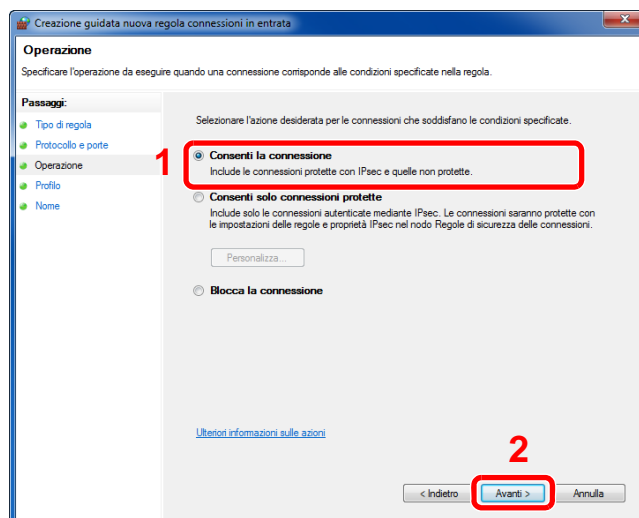 Creazione guidata nuova regola connessioni in entrata
Operazione
Specificare l'operazione da eseguire quando una connessione corrisponde alle condizioni specificate nella regola.
Passaggi:
Tipo di regola
Protocollo e porte
Operazione
Profilo
Nome
Selezionare l'azione desiderata per le connessioni che soddisfano le condizioni specificate.
1
Consenti la connessione
Include le connessioni protette con IPsec e quelle non protette.
Consenti solo connessioni protette
Include solo le connessioni autenticate mediante IPsec. Le connessioni saranno protette con
le impostazioni delle regole e proprietà IPsec nel nodo Regole di sicurezza delle connessioni.
Personalizza...
Blocca la connessione
Ulteriori informazioni sulle azioni
2
< Indietro
Avanti >
Annulla